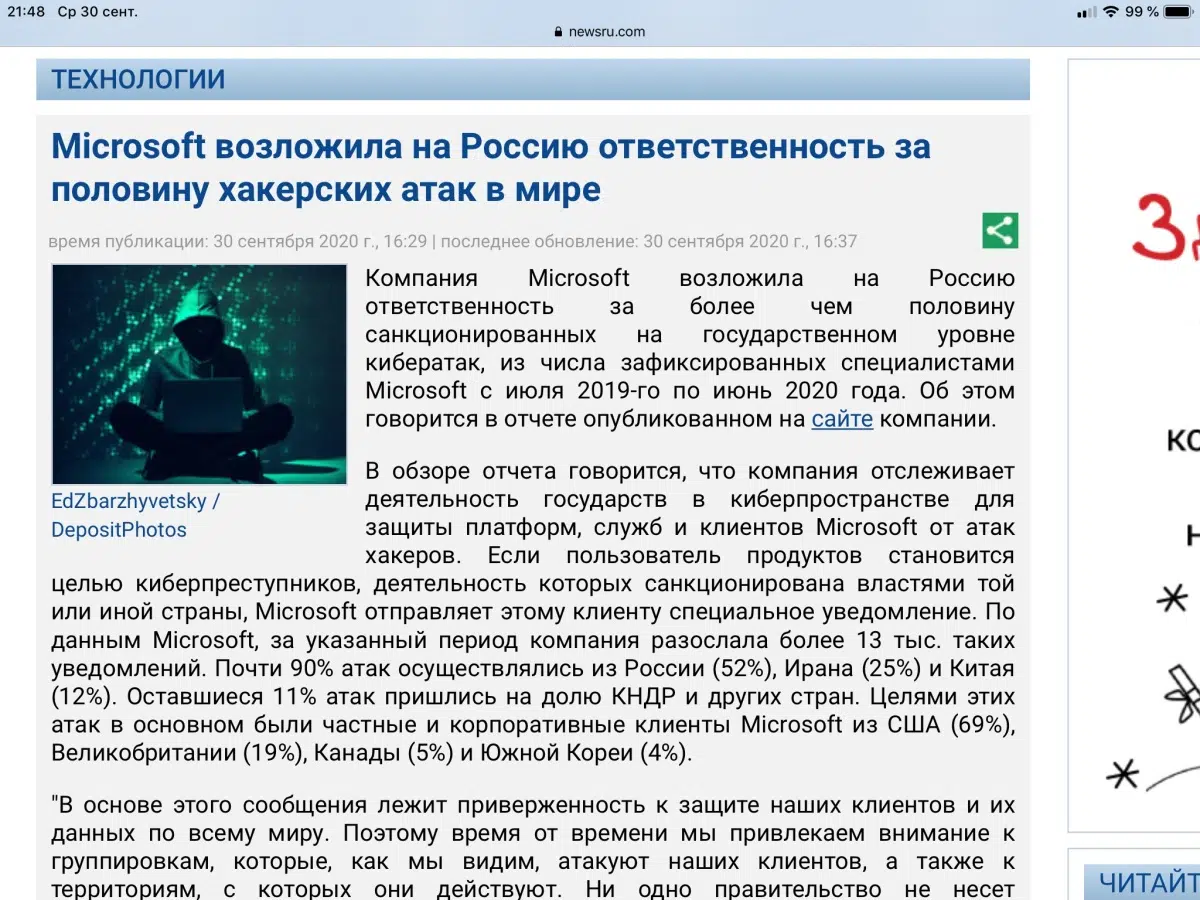 21:48 Ср 30 сент.
99 %
newsru.com
ТЕХНОЛОГИИ
Microsoft возложила на Россию ответственность за
половину хакерских атак в мире
время публикации: 30 сентября 2020 г., 16:29 | последнее обновление: 30 сентября 2020 г., 16:37
Компания Microsoft возложила на Россию
ответственность за более чем половину
санкционированных на государственном уровне
кибератак, из числа зафиксированных специалистами
Microsoft с июля 2019-го по июнь 2020 года. Об этом
говорится в отчете опубликованном на сайте компании.
EdZbarzhyvetsky /
DepositPhotos
В обзоре отчета говорится, что компания отслеживает
деятельность государств в киберпространстве для
защиты платформ, служб и клиентов Microsoft от атак
хакеров. Если пользователь продуктов становится
целью киберпреступников, деятельность которых санкционирована властями той
или иной страны, Microsoft отправляет этому клиенту специальное уведомление. По
данным Microsoft, за указанный период компания разослала более 13 тыс. таких
уведомлений. Почти 90% атак осуществлялись из России (52%), Ирана (25%) и Китая
(12%). Оставшиеся 11% атак пришлись на долю КНДР и других стран. Целями этих
атак в основном были частные и корпоративные клиенты Microsoft из США (69%),
Великобритании (19%), Канады (5%) и Южной Кореи (4%).
"В основе этого сообщения лежит приверженность к защите наших клиентов и их
данных по всему миру. Поэтому время от времени мы привлекаем внимание к
группировкам, которые, как мы видим, атакуют наших клиентов, а также к
территориям, с которых они действуют. Ни одно правительство не несет